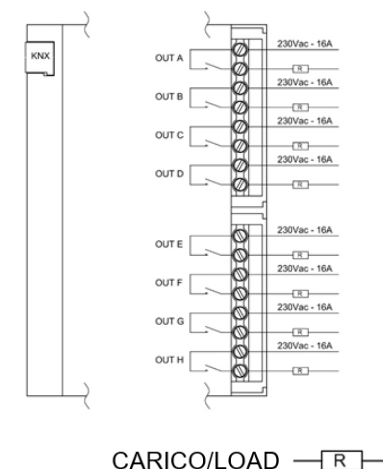 KNX
OUT A
230Vac - 16A
R
OUT B
230Vac - 16A
R
OUT C
230Vac - 16A
R
OUT D
230Vac - 16A
R
OUT E
230Vac - 16A
R
OUT F
230Vac - 16A
R
OUT G
230Vac - 16A
R
OUT H
230Vac - 16A
R
CARICO/LOAD R